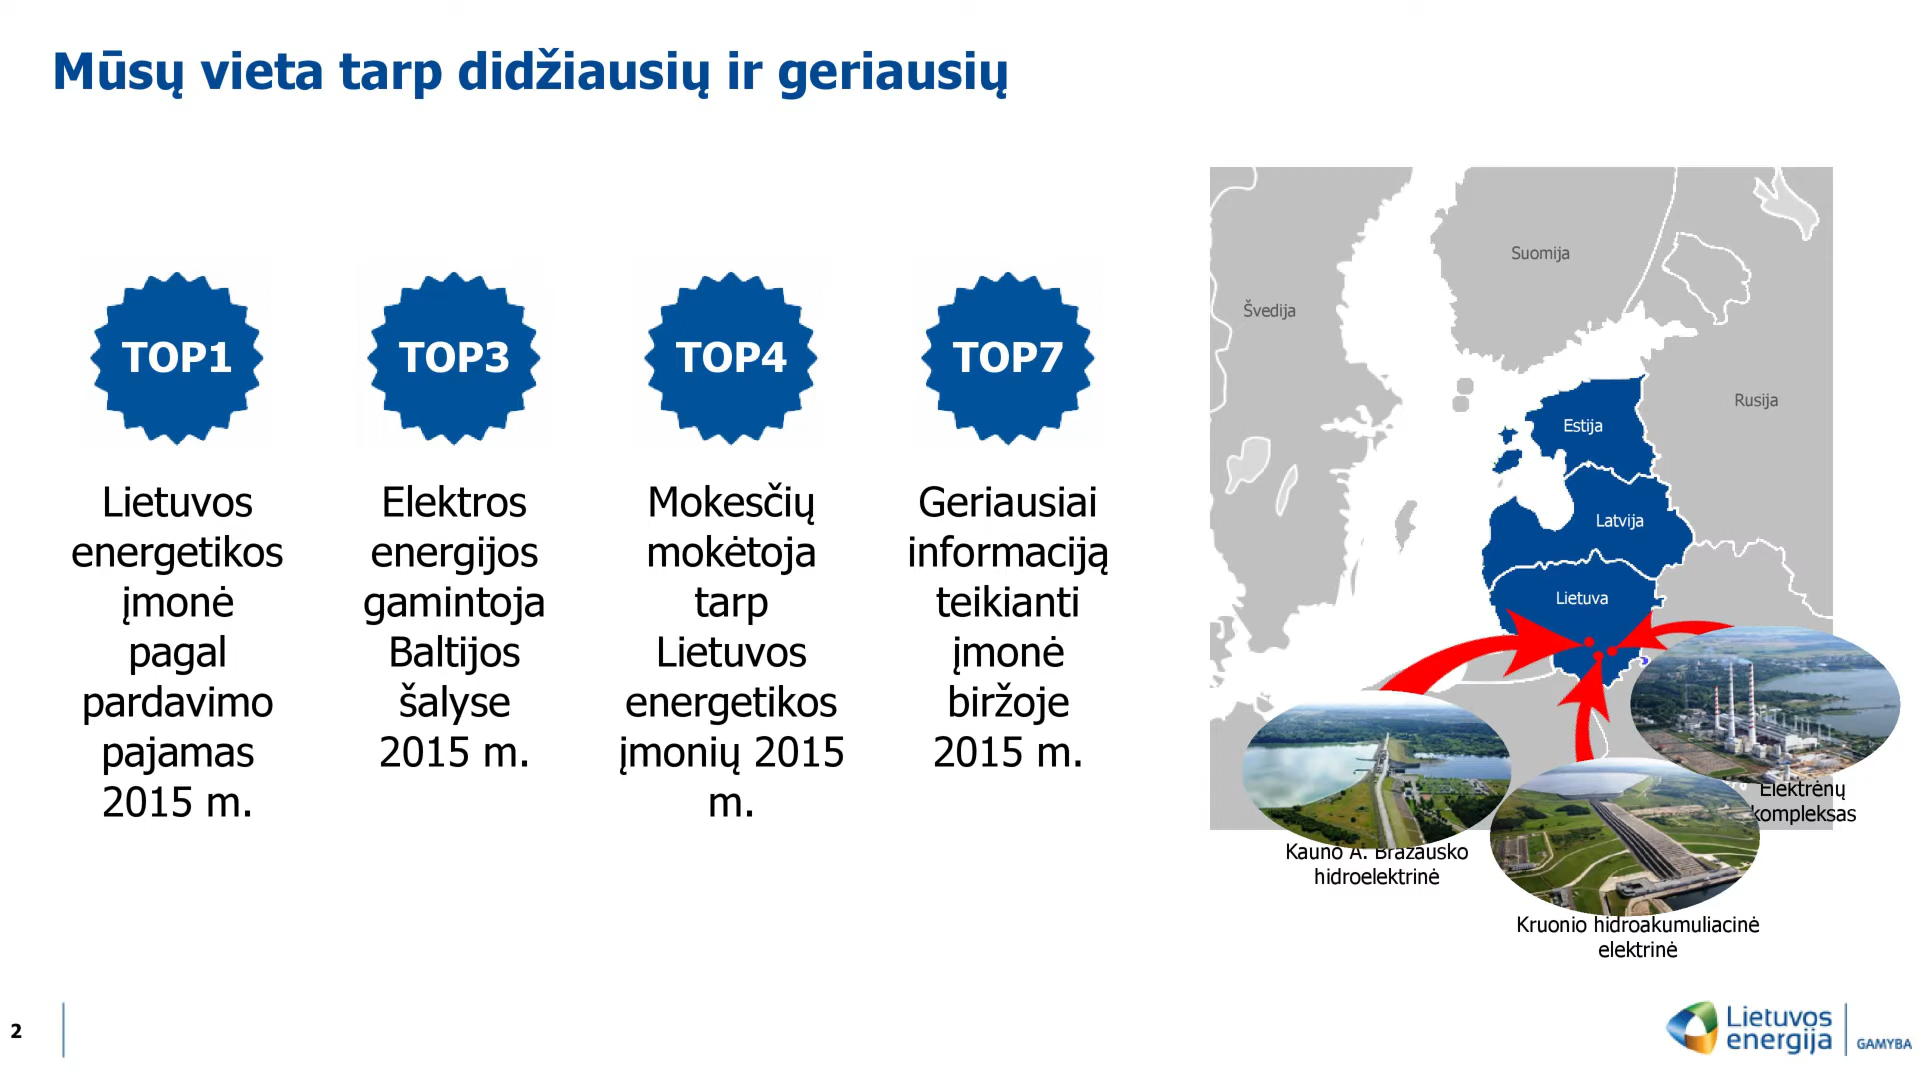 Mūsų vieta tarp didžiausių ir geriausių
TOP1
Lietuvos
energetikos
įmonė
pagal
pardavimo
pajamas
2015 m.
TOP3
Elektros
energijos
gamintoja
Baltijos
šalyse
2015 m.
TOP4
Mokesčių
mokėtoja
tarp
Lietuvos
energetikos
įmonių 2015
m.
TOP7
Geriausiai
informaciją
teikianti
įmonė
biržoje
2015 m.
Suomija
Švedija
Rusija
Estija
Latvija
Lietuva
Elektrėnų
kompleksas
Kauno A. Brazausko
hidroelektrinė
Kruonio hidroakumuliacinė
elektrinė
2
Lietuvos
energija
GAMYBA